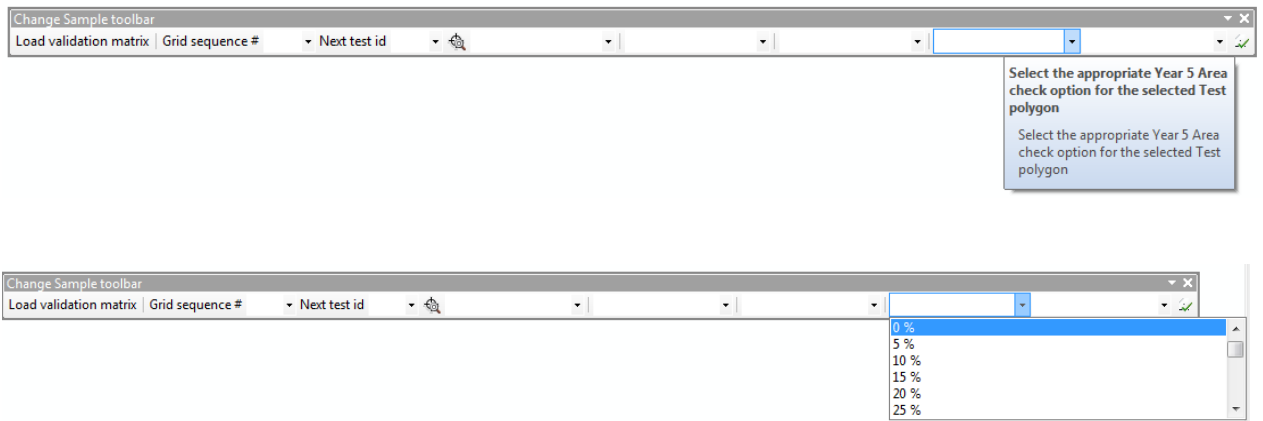 Change Sample toolbar
Load validation matrix Grid sequence # Next test id
Select the appropriate Year 5 Area
check option for the selected Test
polygon
Select the appropriate Year 5 Area
check option for the selected Test
polygon
Change Sample toolbar
Load validation matrix Grid sequence # Next test id
0 %
5 %
10 %
15 %
20 %
25 %